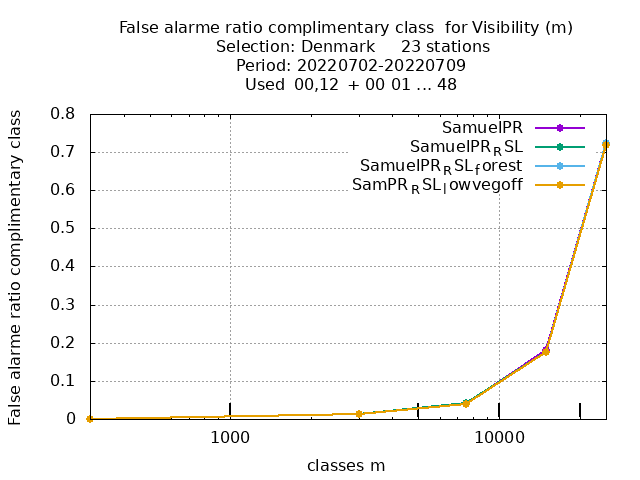 False alarme ratio complimentary class  for Visibility (m)
Selection: Denmark     23 stations
Period: 20220702-20220709
Used  00,12  + 00 01 ... 48
False alarme ratio complimentary class
0.8
0.7
0.6
0.5
0.4
0.3
0.2
0.1
0
SamuelPR
SamuelPR_RSL
SamuelPR_RSL_forest
SamPR_RSL_lowvegoff
1000
10000
classes m